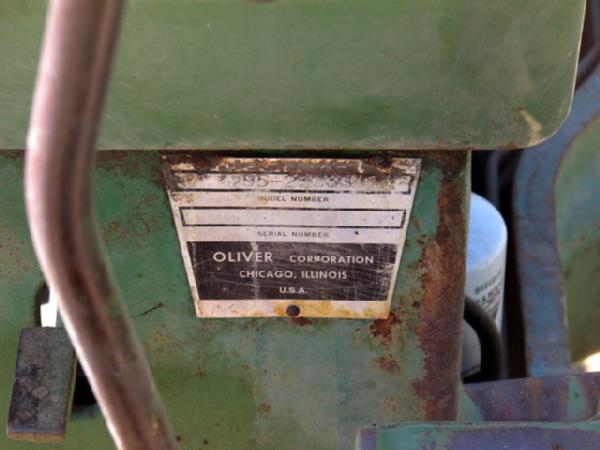 MODEL NUMBER
SERIAL NUMBER
OLIVER CORPORATION
CHICAGO, ILLINOIS
U.S.A.